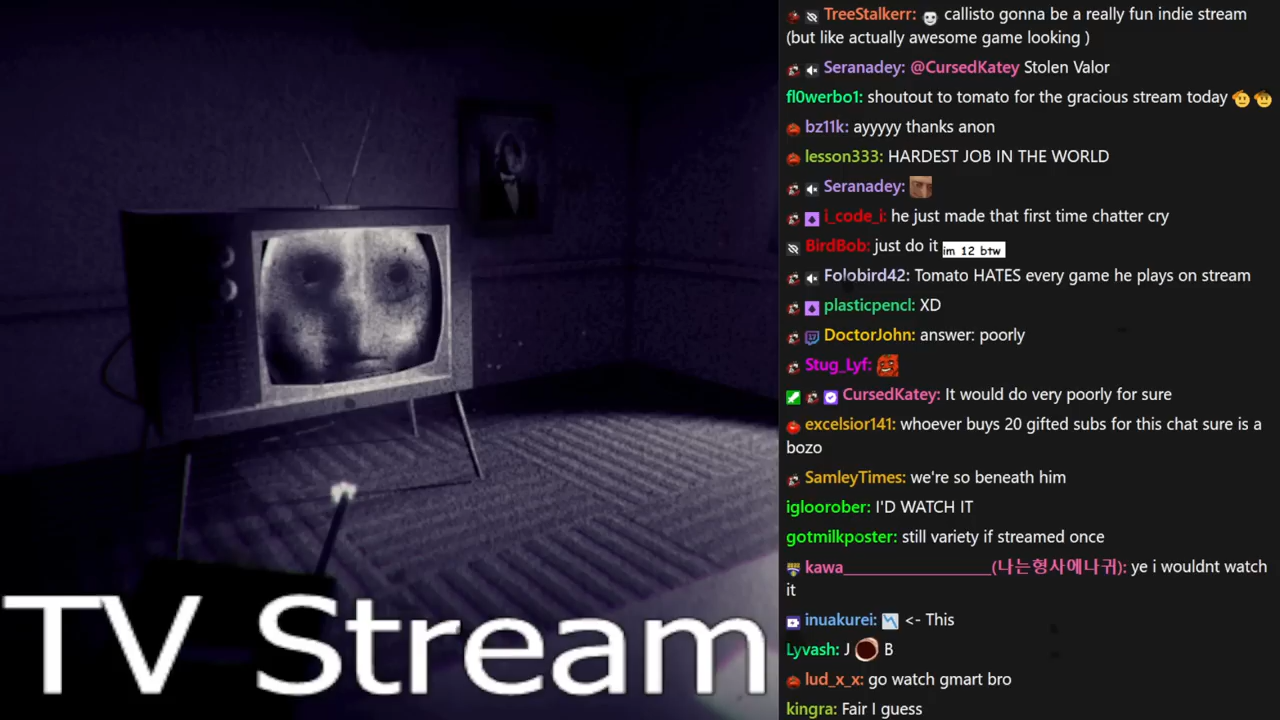 TreeStalkerr: callisto gonna be a really fun indie stream
(but like actually awesome game looking )
Seranadey: @CursedKatey Stolen Valor
fl0werbo1: shoutout to tomato for the gracious stream today
bz11k: ayyyyy thanks anon
lesson333: HARDEST JOB IN THE WORLD
Seranadey:
i_code_i: he just made that first time chatter cry
BirdBob: just do it im 12 btw
Folobird42: Tomato HATES every game he plays on stream
plasticpencl: XD
DoctorJohn: answer: poorly
Stug_Lyf:
CursedKatey: It would do very poorly for sure
excelsior141: whoever buys 20 gifted subs for this chat sure is a
bozo
SamleyTimes: we're so beneath him
igloorober: I'D WATCH IT
gotmilkposter: still variety if streamed once
kawa__________________(나는형사에나귀): ye i wouldnt watch
it
inuakurei: <- This
Lyvash: J B
lud_x_x: go watch gmart bro
kingra: Fair I guess
TV Stream